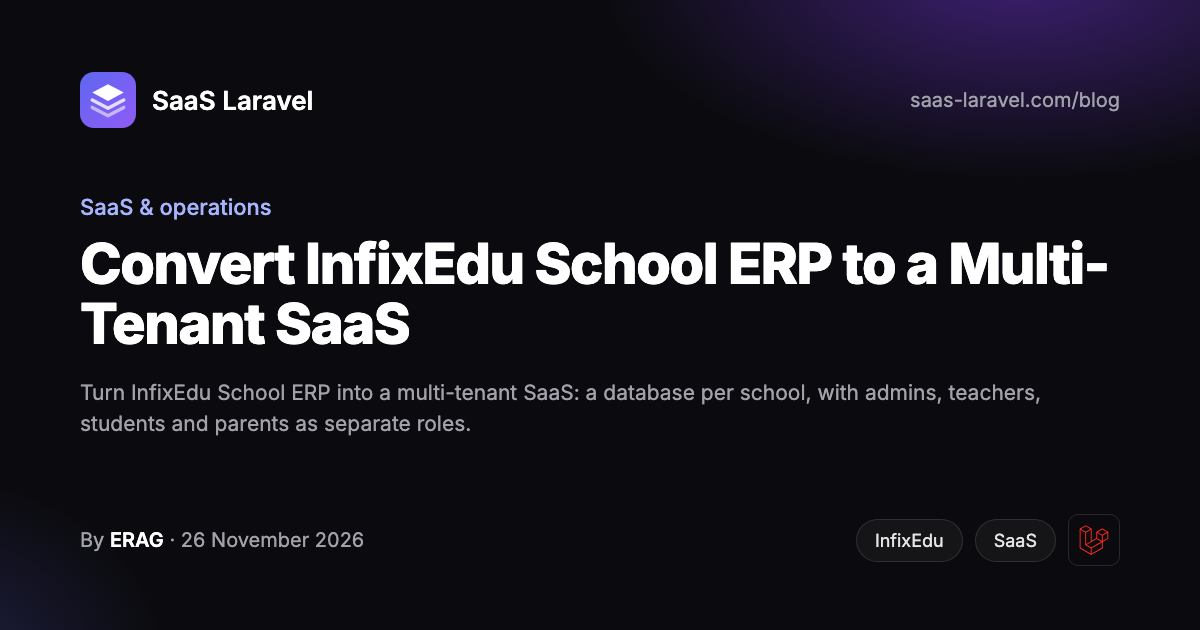 SaaS Laravel
saas-laravel.com/blog
SaaS & operations
Convert InfixEdu School ERP to a Multi-
Tenant SaaS
Turn InfixEdu School ERP into a multi-tenant SaaS: a database per school, with admins, teachers,
students and parents as separate roles.
By ERAG · 26 November 2026
InfixEdu
SaaS